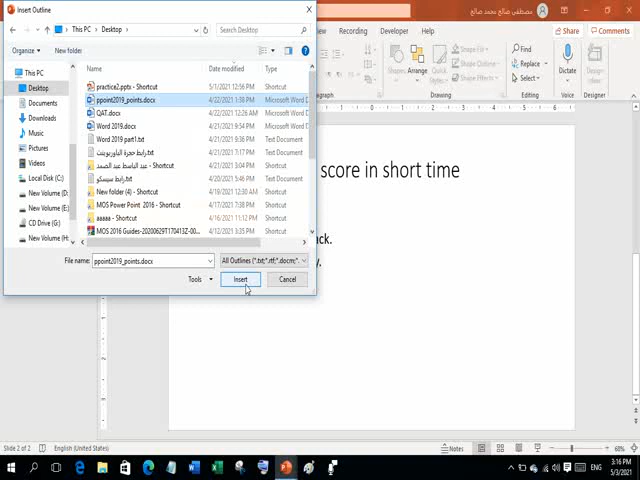 Insert Outline
This PC > Desktop >
Search Desktop
Organize
New folder
Name
Date modified
Type
This PC
Desktop
Documents
Downloads
Music
Pictures
Videos
Local Disk (C:)
New Volume (D:
New Volume (E:)
CD Drive (G:)
New Volume (H:
practice2.pptx - Shortcut 5/1/2021 12:56 PM Shortcut
ppoint2019_points.docx 4/22/2021 1:38 PM Microsoft Word D
QAT.docx 4/22/2021 12:26 AM Microsoft Word D
Word 2019.docx 4/21/2021 9:54 PM Microsoft Word D
Word 2019 part1.txt 4/21/2021 9:36 PM Text Document
رابط حجرة الباوربوينت.txt 4/21/2021 7:17 PM Text Document
عبد الباسط عبد الصمد - Shortcut 4/21/2021 3:04 PM Shortcut
رابط سيسكو.txt 4/20/2021 5:46 PM Text Document
New folder (4) - Shortcut 4/19/2021 12:30 AM Shortcut
MOS Power Point 2016 - Shortcut 4/17/2021 7:38 PM Shortcut
aaaaa - Shortcut 4/16/2021 11:12 PM Shortcut
MOS 2016 Guides-20200629T170413Z-00... 4/12/2021 3:35 PM Shortcut
File name: ppoint2019_points.docx
All Outlines (*.txt;*.rtf;*.docm;*.
Tools
Insert
Cancel
مصطفي صالح محمد صالح
View
Recording
Developer
Help
Share
Comments
Shapes
Arrange
Quick
Styles
Shape Fill
Shape Outline
Shape Effects
Find
Replace
Select
Dictate
Design
Ideas
agraph
Drawing
Editing
Voice
Designer
score in short time
ack.
y.
Slide 2 of 2
English (United States)
Notes
68%
ENG
3:16 PM
5/3/2021